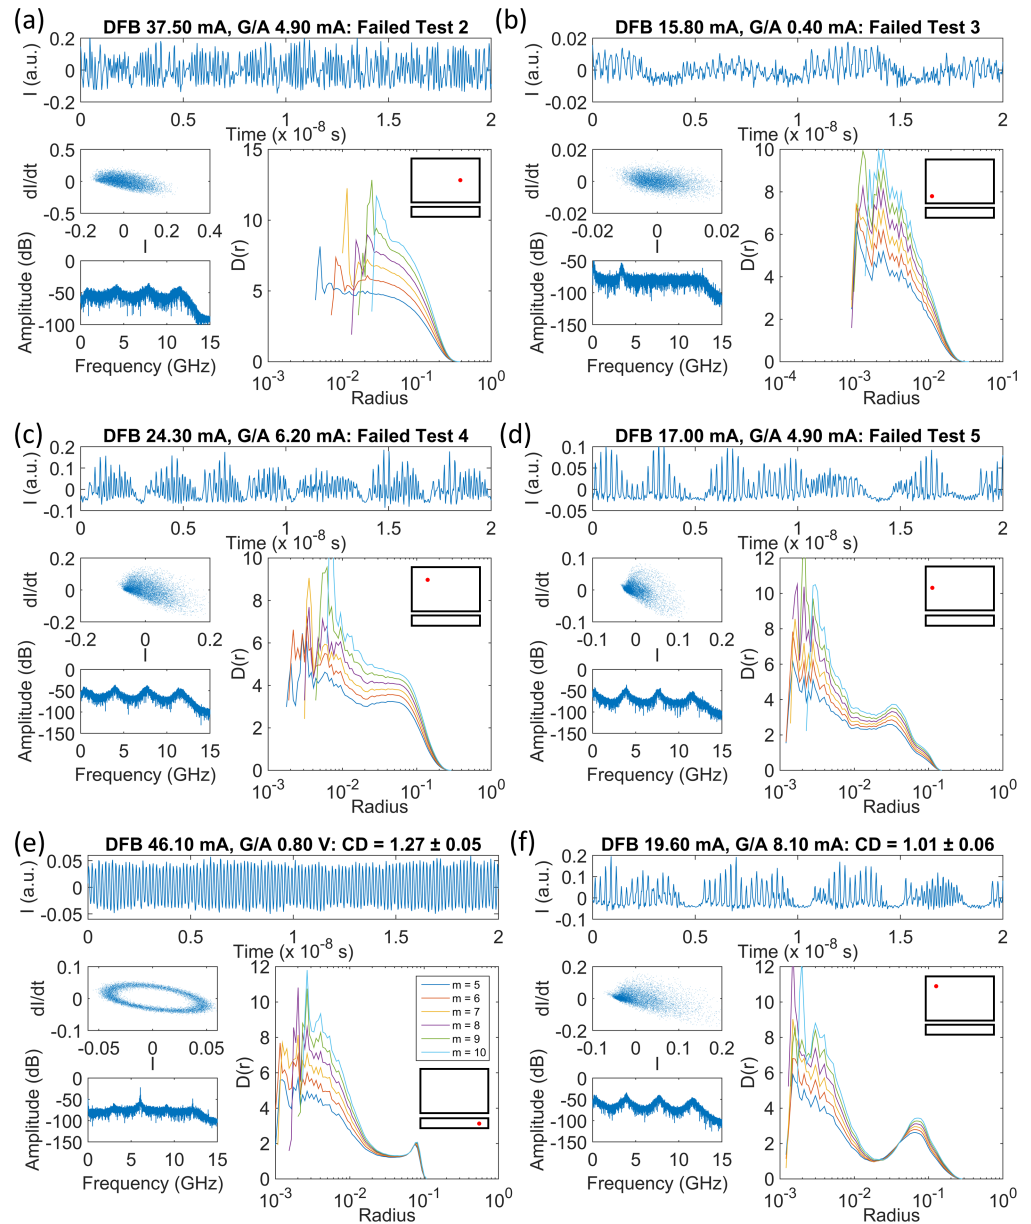 (a)
DFB 37.50 mA, G/A 4.90 mA: Failed Test 2
I (a.u.)
0.2
0
-0.2
0 0.5 1 1.5 2
Time (x 10-8 s)
dI/dt
0.5
0
-0.5
-0.2 0 0.2 0.4
I
Amplitude (dB)
0
-50
-100
0 5 10 15
Frequency (GHz)
D(r)
15
10
5
0
10-3 10-2 10-1 100
Radius
(b)
DFB 15.80 mA, G/A 0.40 mA: Failed Test 3
I (a.u.)
0.02
0
-0.02
0 0.5 1 1.5 2
Time (x 10-8 s)
dI/dt
0.02
0
-0.02
-0.02 0 0.02
I
Amplitude (dB)
-50
-100
-150
0 5 10 15
Frequency (GHz)
D(r)
10
8
6
4
2
0
10-4 10-3 10-2 10-1
Radius
(c)
DFB 24.30 mA, G/A 6.20 mA: Failed Test 4
I (a.u.)
0.2
0.1
0
-0.1
0 0.5 1 1.5 2
Time (x 10-8 s)
dI/dt
0.2
0
-0.2
-0.2 0 0.2
I
Amplitude (dB)
0
-50
-100
-150
0 5 10 15
Frequency (GHz)
D(r)
10
8
6
4
2
0
10-3 10-2 10-1 100
Radius
(d)
DFB 17.00 mA, G/A 4.90 mA: Failed Test 5
I (a.u.)
0.10
0.05
0
-0.05
0 0.5 1 1.5 2
Time (x 10-8 s)
dI/dt
0.1
0
-0.1
-0.1 0 0.1 0.2
I
Amplitude (dB)
0
-50
-100
-150
0 5 10 15
Frequency (GHz)
D(r)
12
10
8
6
4
2
0
10-3 10-2 10-1 100
Radius
(e)
DFB 46.10 mA, G/A 0.80 V: CD = 1.27 ± 0.05
I (a.u.)
0.05
0
-0.05
0 0.5 1 1.5 2
Time (x 10-8 s)
dI/dt
0.1
0
-0.1
-0.06 0 0.06
I
Amplitude (dB)
0
-50
-100
-150
0 5 10 15
Frequency (GHz)
D(r)
12
10
8
6
4
2
0
10-3 10-2 10-1 100
Radius
m = 5
m = 6
m = 7
m = 8
m = 9
m = 10
(f)
DFB 19.60 mA, G/A 8.10 mA: CD = 1.01 ± 0.06
I (a.u.)
0.2
0.1
0
-0.1
0 0.5 1 1.5 2
Time (x 10-8 s)
dI/dt
0.2
0
-0.2
-0.1 0 0.1 0.2
I
Amplitude (dB)
0
-50
-100
-150
0 5 10 15
Frequency (GHz)
D(r)
12
10
8
6
4
2
0
10-3 10-2 10-1 100
Radius